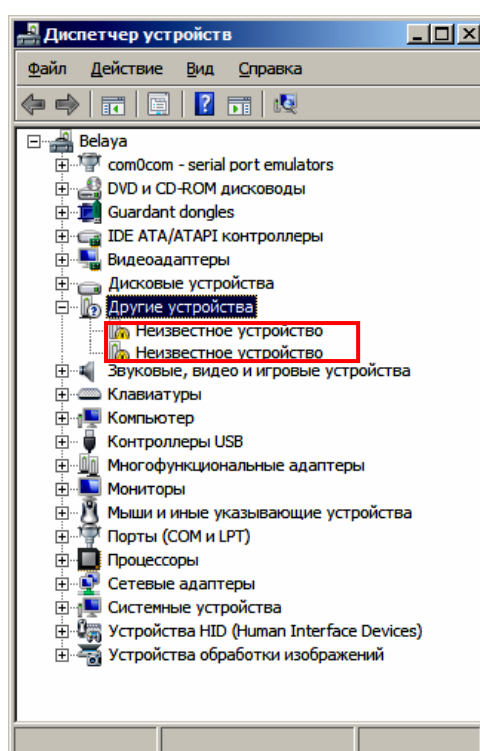 Диспетчер устройств
Файл Действие Вид Справка
Belaya
com0com - serial port emulators
DVD и CD-ROM дисководы
Guardant dongles
IDE ATA/ATAPI контроллеры
Видеоадаптеры
Дисковые устройства
Другие устройства
Неизвестное устройство
Неизвестное устройство
Звуковые, видео и игровые устройства
Клавиатуры
Компьютер
Контроллеры USB
Многофункциональные адаптеры
Мониторы
Мыши и иные указывающие устройства
Порты (COM и LPT)
Процессоры
Сетевые адаптеры
Системные устройства
Устройства HID (Human Interface Devices)
Устройства обработки изображений